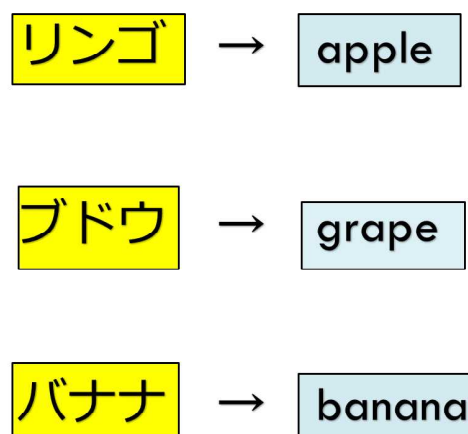 リンゴ → apple
ブドウ → grape
バナナ → banana